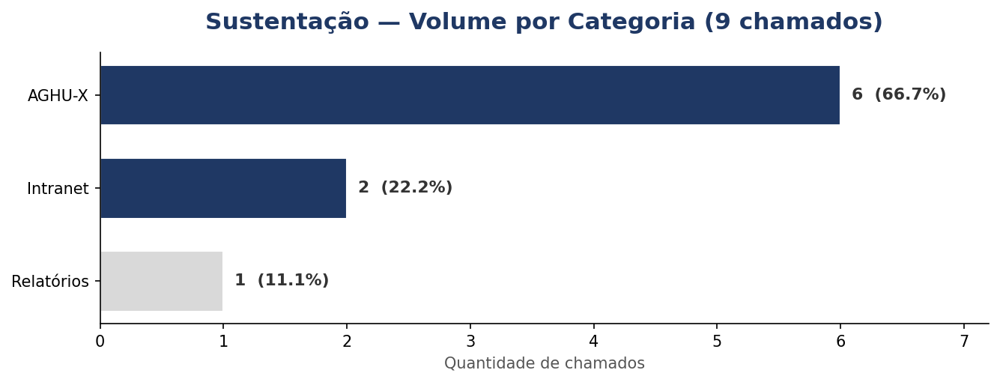 Sustentação — Volume por Categoria (9 chamados)
AGHU-X
6 (66.7%)
Intranet
2 (22.2%)
Relatórios
1 (11.1%)
0 1 2 3 4 5 6 7
Quantidade de chamados